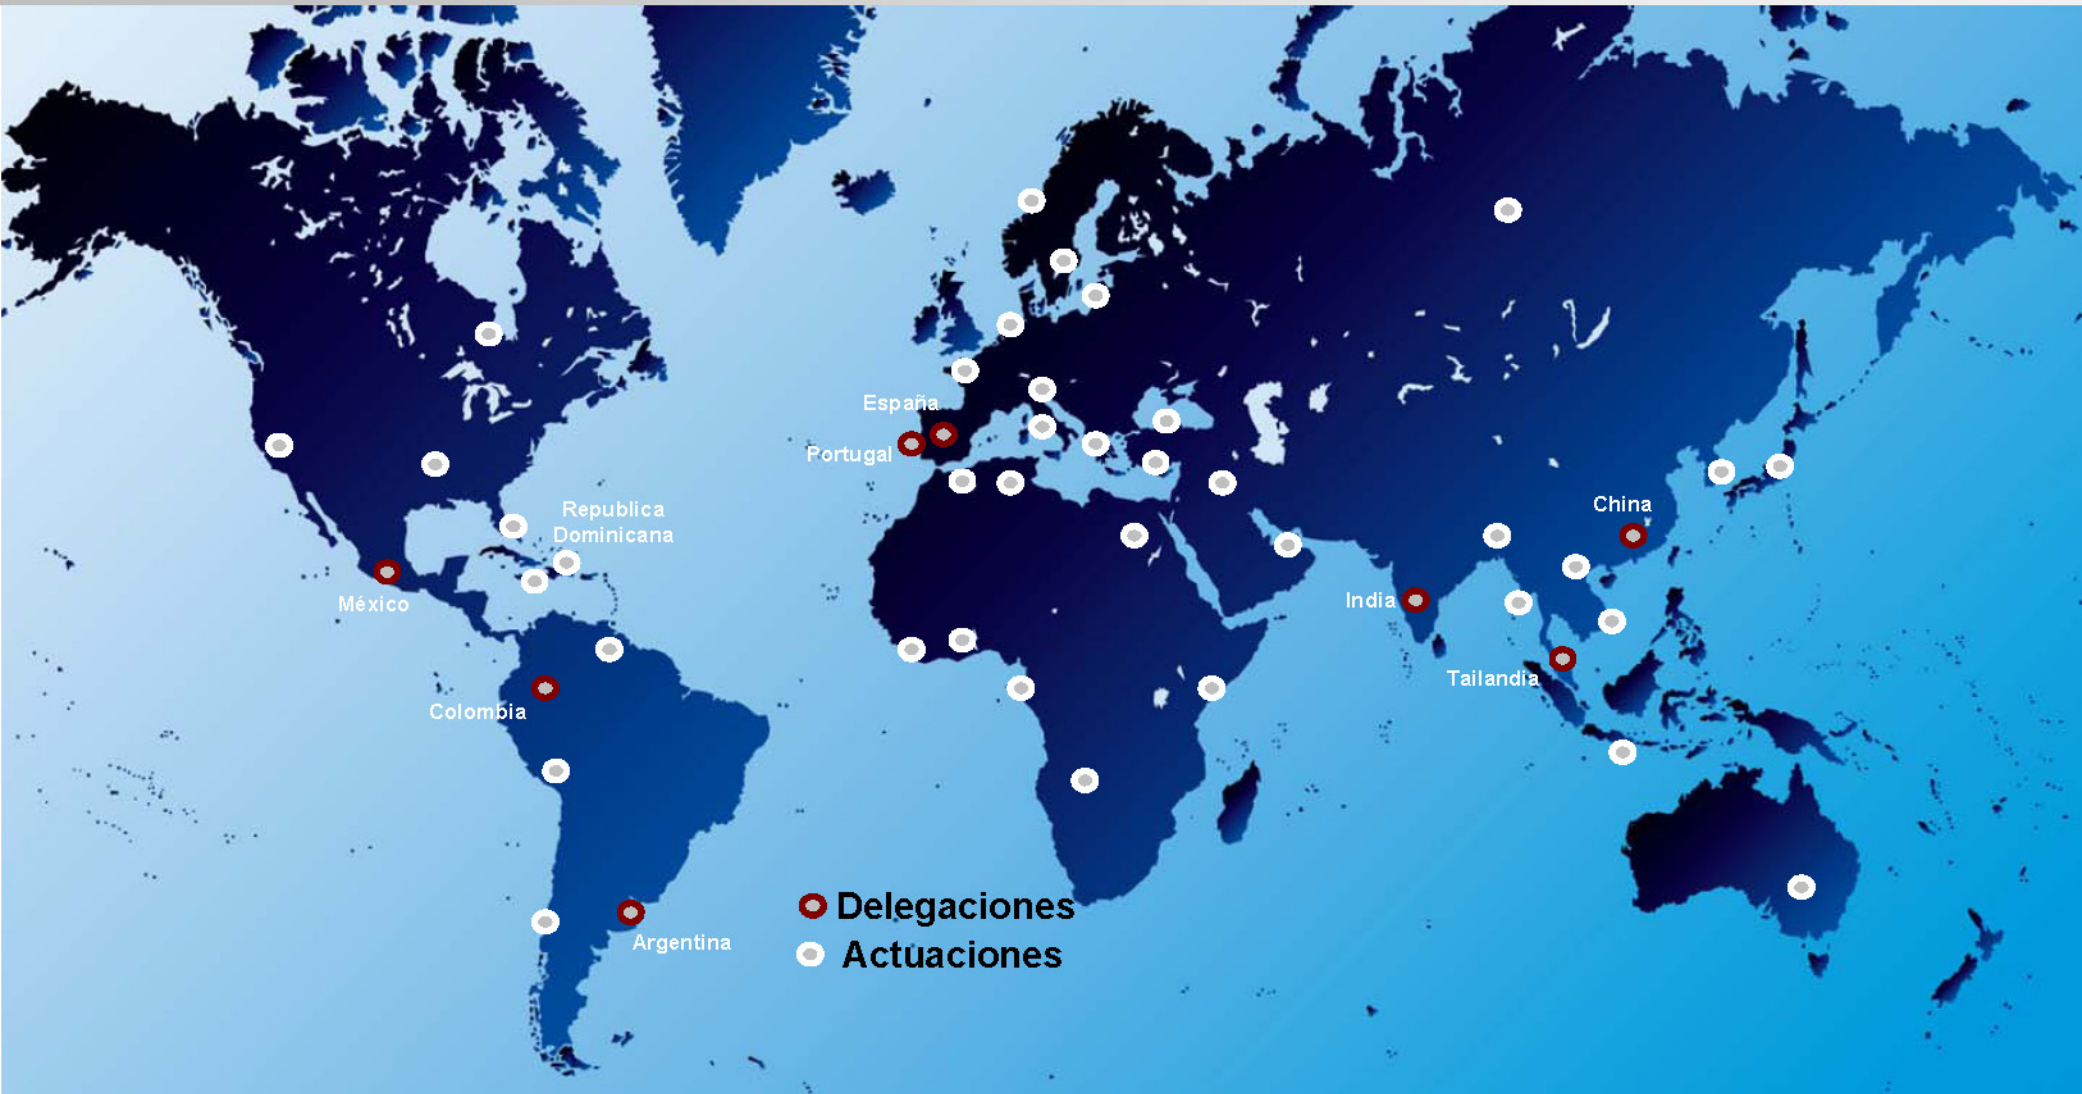 España
Portugal
China
Republica
Dominicana
México
India
Tailandia
Colombia
Delegaciones
Argentina
Actuaciones